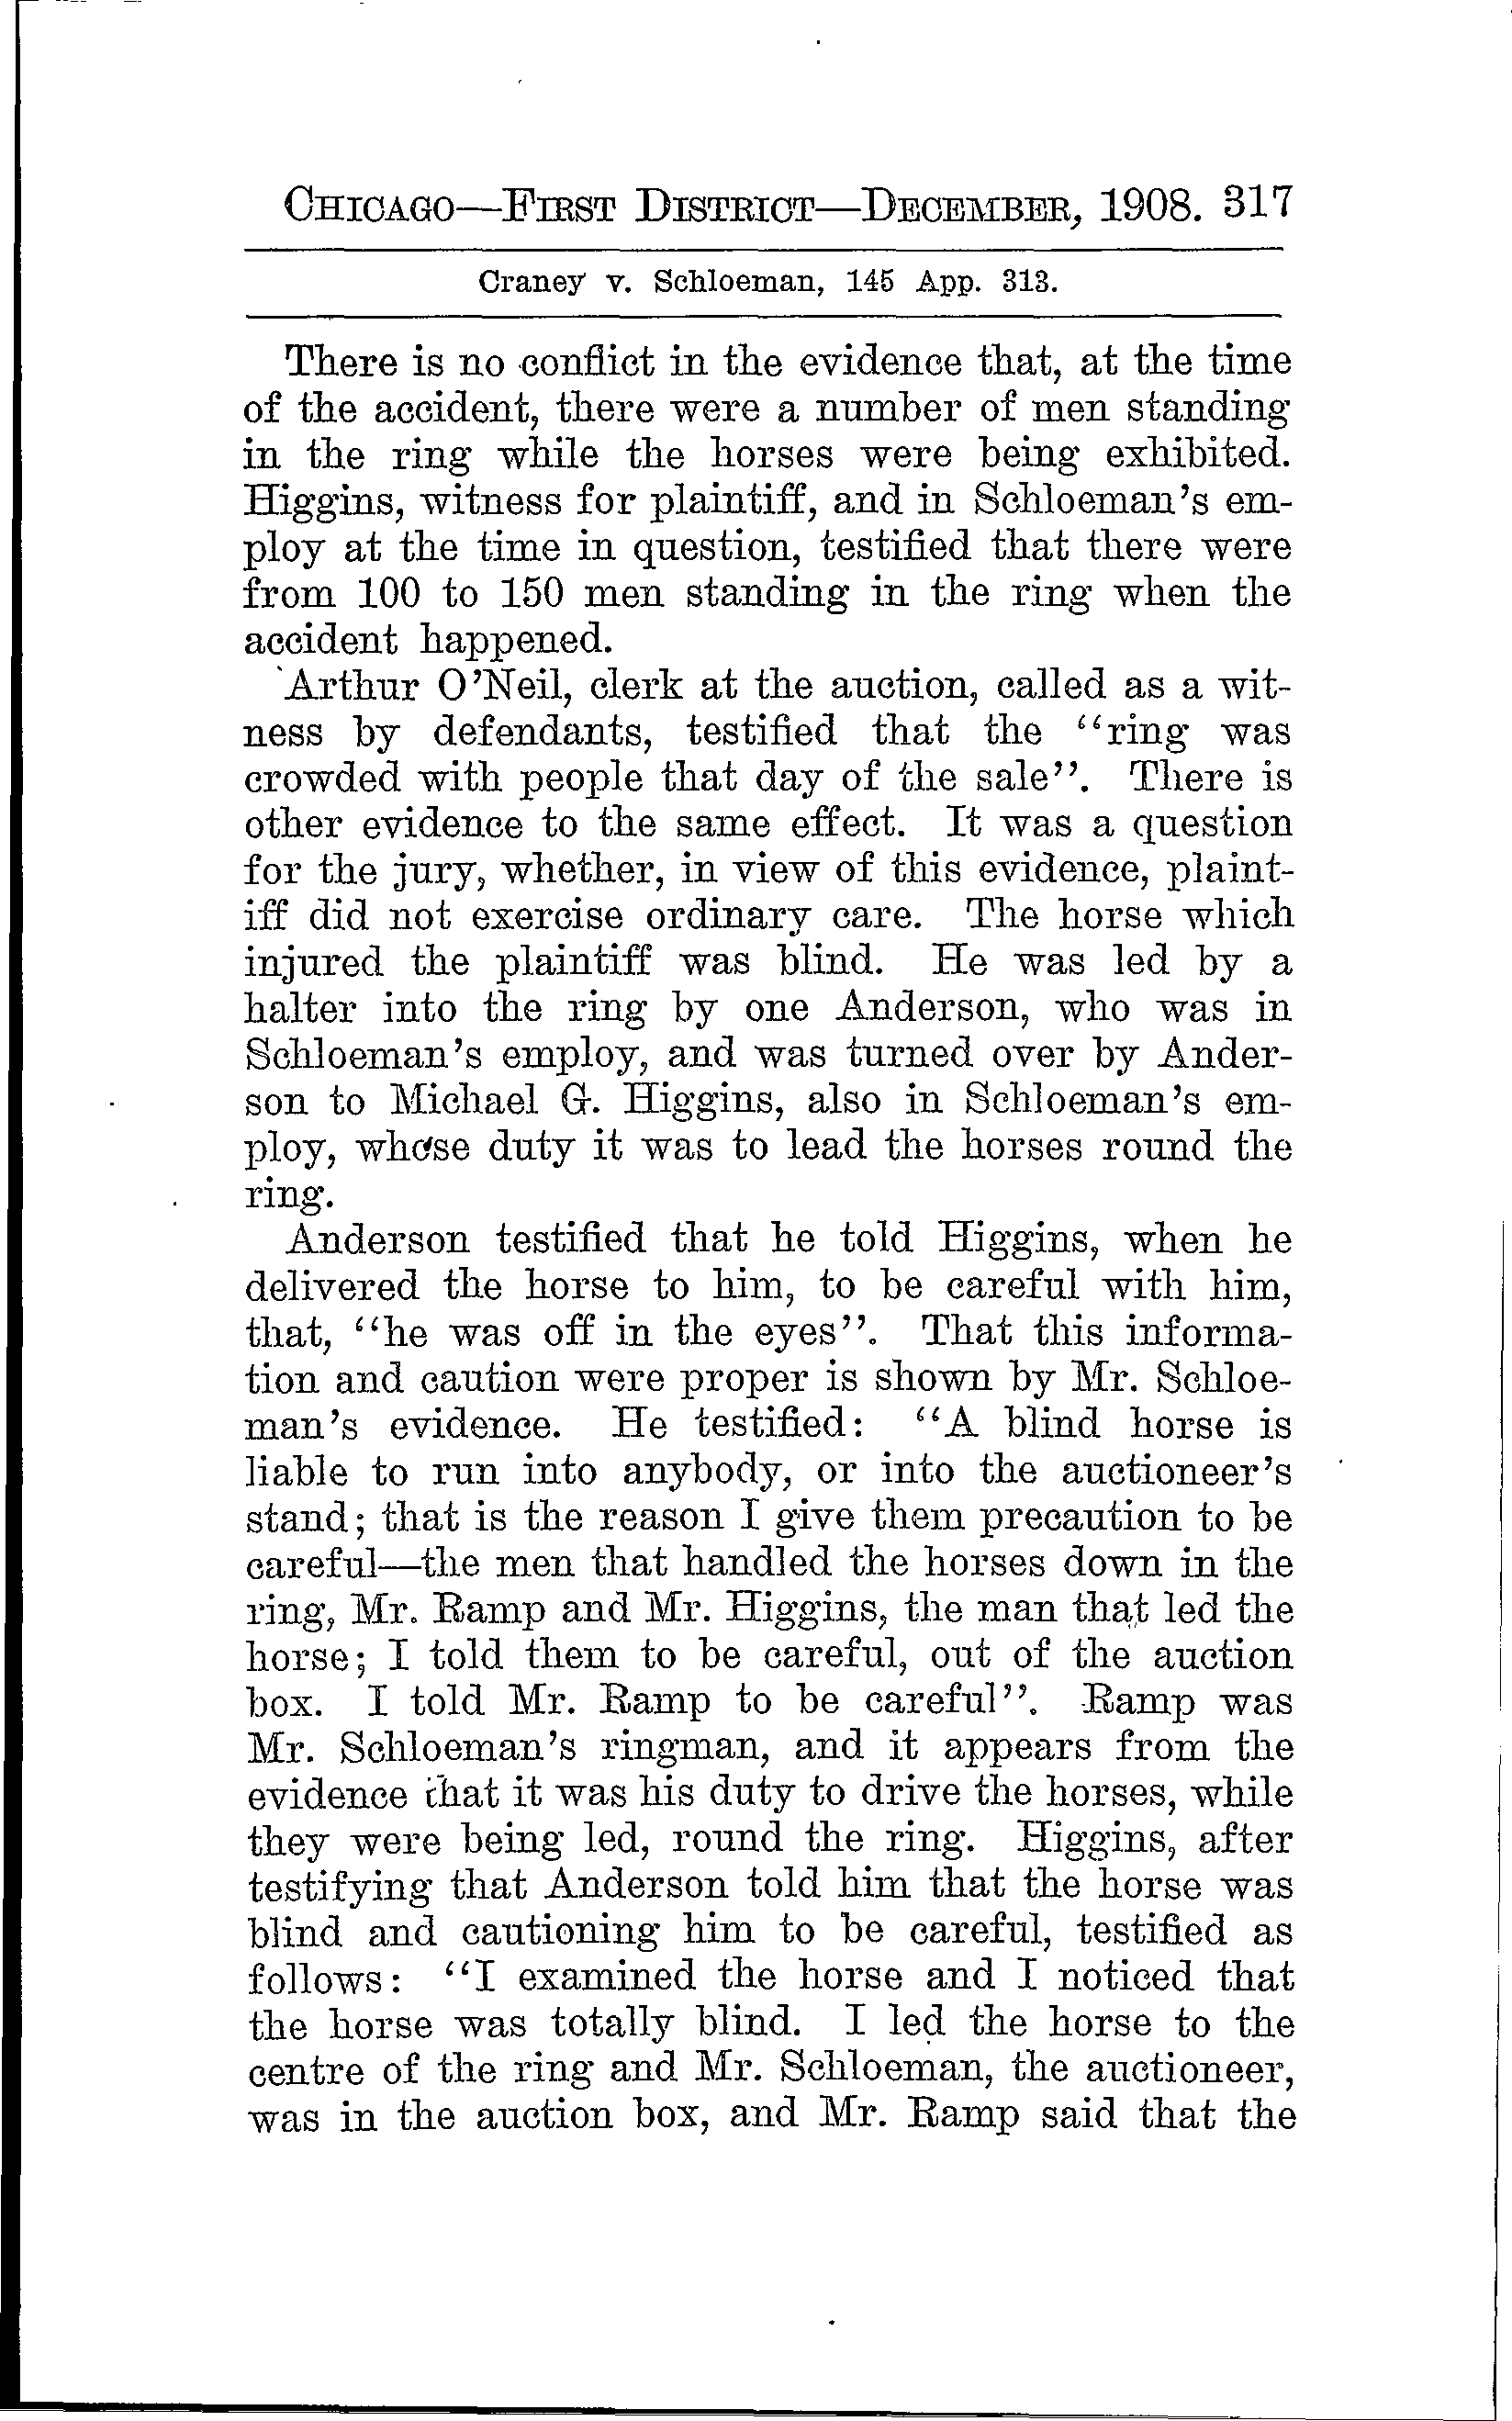 CHICAGO—FIRST DISTRICT—DECEMBER, 1908. 317
Craney v. Schloeman, 145 App. 313.
There is no conflict in the evidence that, at the time
of the accident, there were a number of men standing
in the ring while the horses were being exhibited.
Higgins, witness for plaintiff, and in Schloeman's em-
ploy at the time in question, testified that there were
from 100 to 150 men standing in the ring when the
accident happened.
Arthur O'Neil, clerk at the auction, called as a wit-
ness by defendants, testified that the "ring was
crowded with people that day of the sale". There is
other evidence to the same effect. It was a question
for the jury, whether, in view of this evidence, plaint-
iff did not exercise ordinary care. The horse which
injured the plaintiff was blind. He was led by a
halter into the ring by one Anderson, who was in
Schloeman's employ, and was turned over by Ander-
son to Michael G. Higgins, also in Schloeman's em-
ploy, whose duty it was to lead the horses round the
ring.
Anderson testified that he told Higgins, when he
delivered the horse to him, to be careful with him,
that, "he was off in the eyes". That this informa-
tion and caution were proper is shown by Mr. Schloe-
man's evidence. He testified: "A blind horse is
liable to run into anybody, or into the auctioneer's
stand; that is the reason I give them precaution to be
careful—the men that handled the horses down in the
ring, Mr. Ramp and Mr. Higgins, the man that led the
horse; I told them to be careful, out of the auction
box. I told Mr. Ramp to be careful". Ramp was
Mr. Schloeman's ringman, and it appears from the
evidence that it was his duty to drive the horses, while
they were being led, round the ring. Higgins, after
testifying that Anderson told him that the horse was
blind and cautioning him to be careful, testified as
follows: "I examined the horse and I noticed that
the horse was totally blind. I led the horse to the
centre of the ring and Mr. Schloeman, the auctioneer,
was in the auction box, and Mr. Ramp said that the